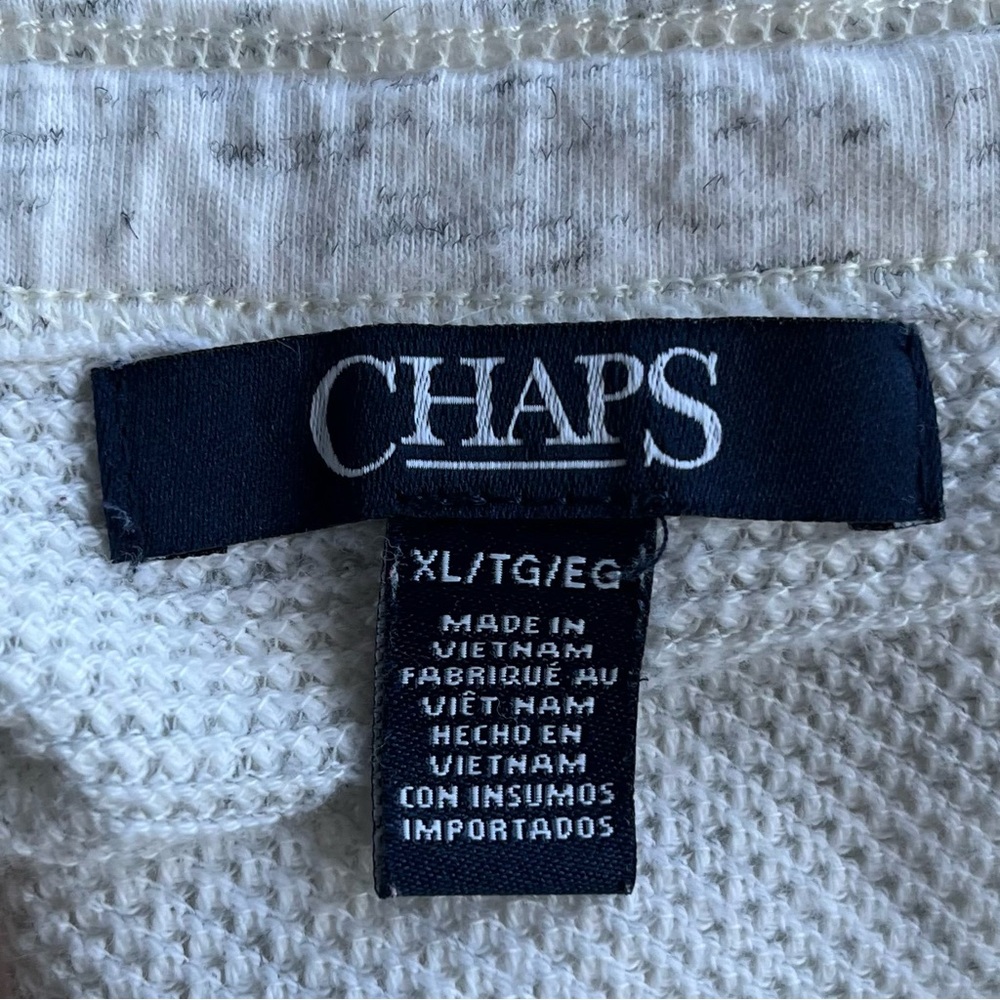 CHAPS
XL/TG/EG
MADE IN
VIETNAM
FABRIQUÉ AU
VIÊT NAM
HECHO EN
VIETNAM
CON INSUMOS
IMPORTADOS